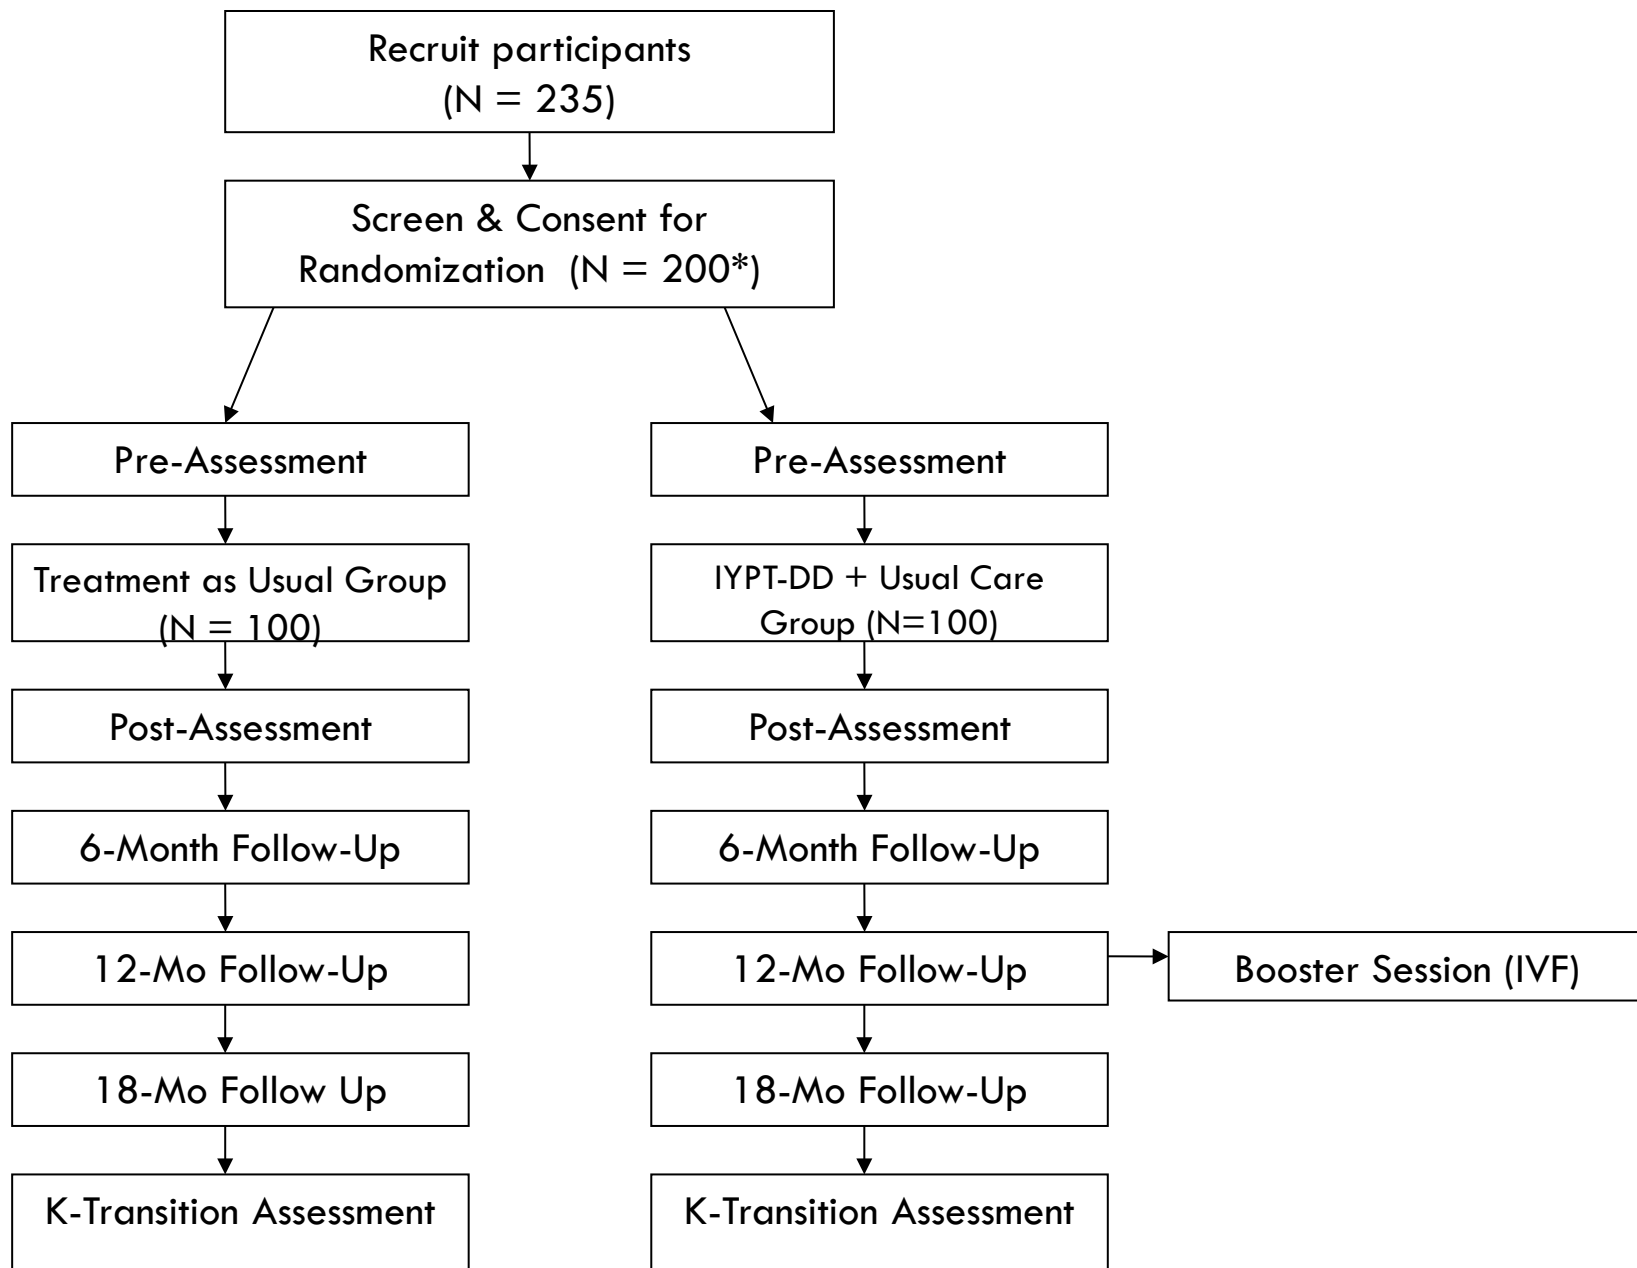 Recruit participants
(N = 235)
Screen & Consent for
Randomization (N = 200*)
Pre-Assessment
Treatment as Usual Group
(N = 100)
Post-Assessment
6-Month Follow-Up
12-Mo Follow-Up
18-Mo Follow Up
K-Transition Assessment
Pre-Assessment
IYPT-DD + Usual Care
Group (N=100)
Post-Assessment
6-Month Follow-Up
12-Mo Follow-Up
Booster Session (IVF)
18-Mo Follow-Up
K-Transition Assessment